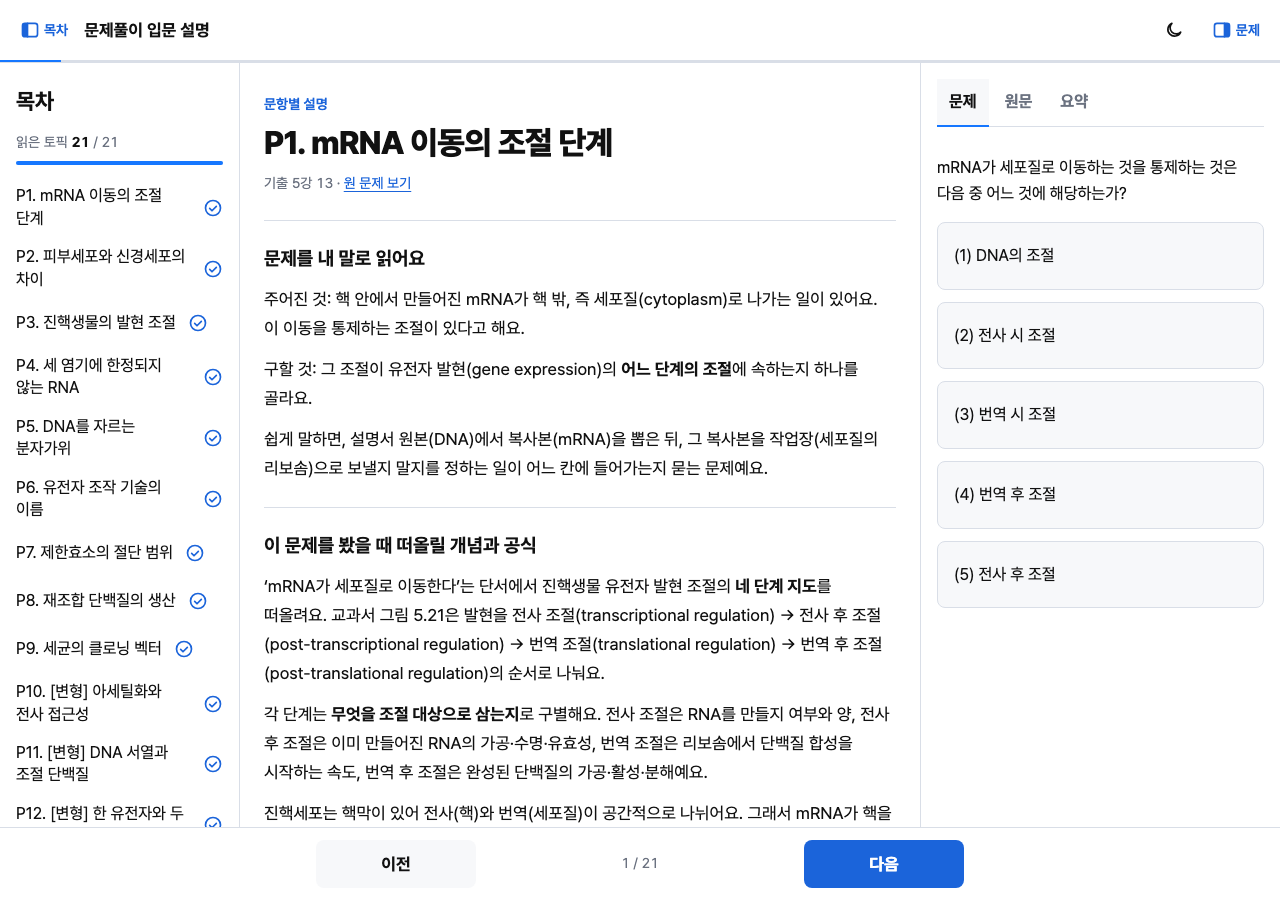 목차
문제풀이 입문 설명
문제
목차
읽은 토픽 21 / 21
P1. mRNA 이동의 조절
단계
P2. 피부세포와 신경세포의
차이
P3. 진핵생물의 발현 조절
P4. 세 염기에 한정되지
않는 RNA
P5. DNA를 자르는
분자가위
P6. 유전자 조작 기술의
이름
P7. 제한효소의 절단 범위
P8. 재조합 단백질의 생산
P9. 세균의 클로닝 벡터
P10. [변형] 아세틸화와
전사 접근성
P11. [변형] DNA 서열과
조절 단백질
P12. [변형] 한 유전자와 두
문항별 설명
P1. mRNA 이동의 조절 단계
기출 5강 13 · 원 문제 보기
문제를 내 말로 읽어요
주어진 것: 핵 안에서 만들어진 mRNA가 핵 밖, 즉 세포질(cytoplasm)로 나가는 일이 있어요.
이 이동을 통제하는 조절이 있다고 해요.
구할 것: 그 조절이 유전자 발현(gene expression)의 어느 단계의 조절에 속하는지 하나를
골라요.
쉽게 말하면, 설명서 원본(DNA)에서 복사본(mRNA)을 뽑은 뒤, 그 복사본을 작업장(세포질의
리보솜)으로 보낼지 말지를 정하는 일이 어느 칸에 들어가는지 묻는 문제예요.
이 문제를 봤을 때 떠올릴 개념과 공식
‘mRNA가 세포질로 이동한다’는 단서에서 진핵생물 유전자 발현 조절의 네 단계 지도를
떠올려요. 교과서 그림 5.21은 발현을 전사 조절(transcriptional regulation) → 전사 후 조절
(post-transcriptional regulation) → 번역 조절(translational regulation) → 번역 후 조절
(post-translational regulation)의 순서로 나눠요.
각 단계는 무엇을 조절 대상으로 삼는지로 구별해요. 전사 조절은 RNA를 만들지 여부와 양, 전사
후 조절은 이미 만들어진 RNA의 가공·수명·유효성, 번역 조절은 리보솜에서 단백질 합성을
시작하는 속도, 번역 후 조절은 완성된 단백질의 가공·활성·분해예요.
진핵세포는 핵막이 있어 전사(핵)와 번역(세포질)이 공간적으로 나뉘어요. 그래서 mRNA가 핵을
문제
원문
요약
mRNA가 세포질로 이동하는 것을 통제하는 것은
다음 중 어느 것에 해당하는가?
(1) DNA의 조절
(2) 전사 시 조절
(3) 번역 시 조절
(4) 번역 후 조절
(5) 전사 후 조절
이전
1 / 21
다음